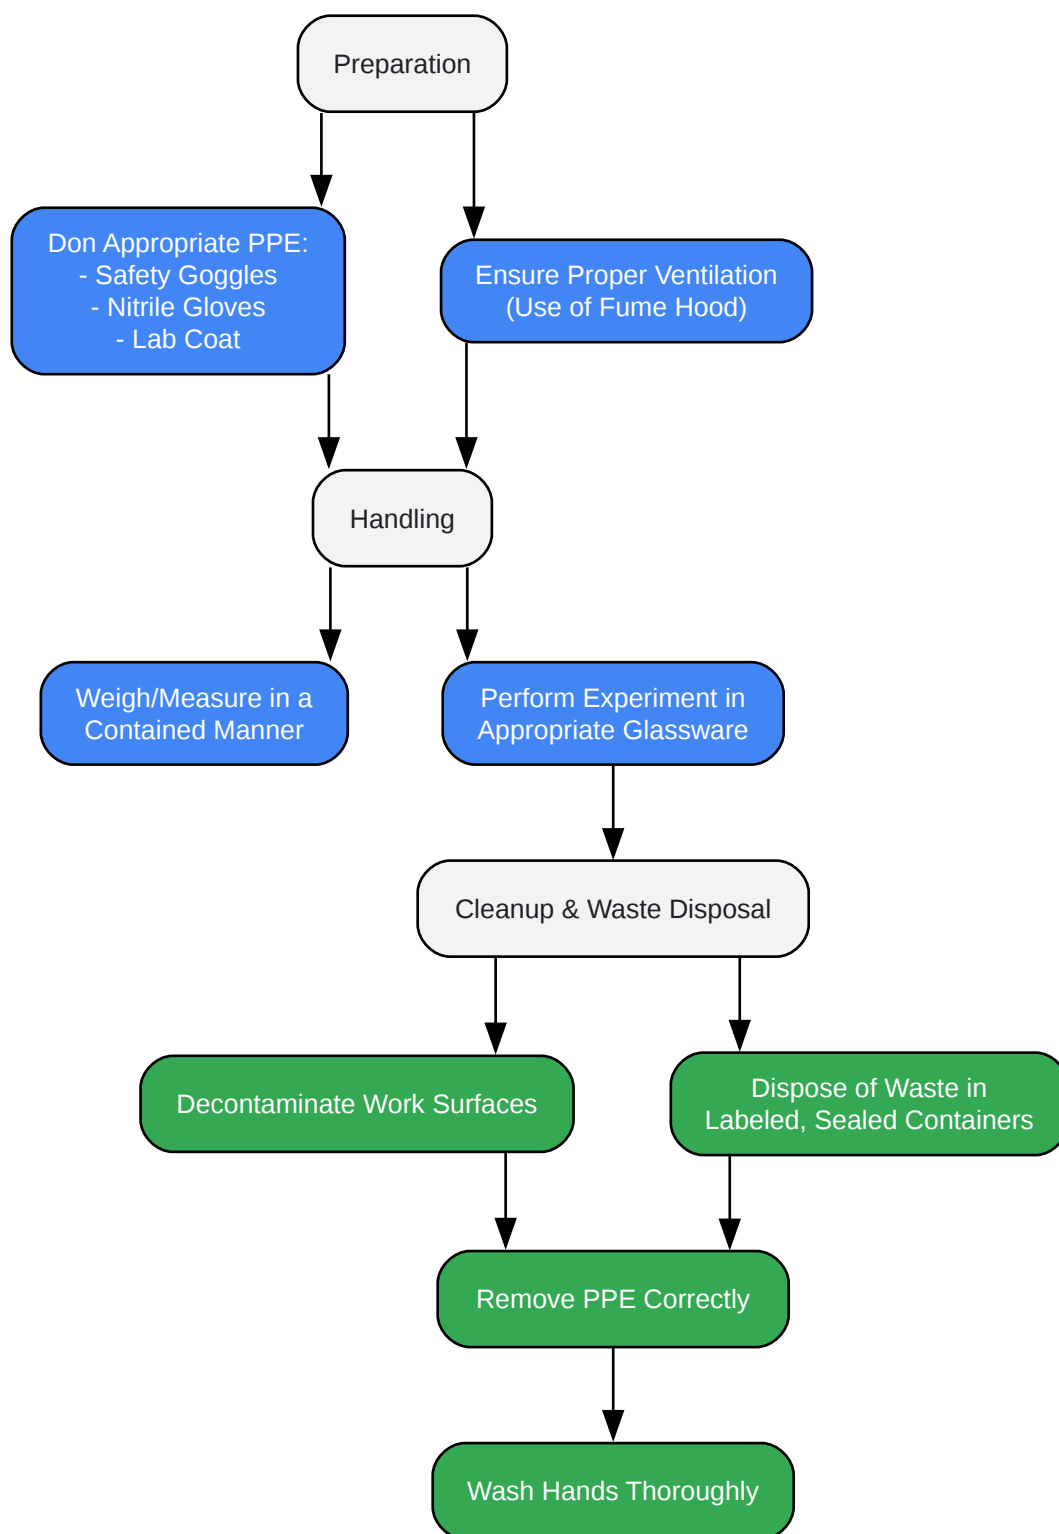 Preparation
Don Appropriate PPE:
- Safety Goggles
- Nitrile Gloves
- Lab Coat
Ensure Proper Ventilation
(Use of Fume Hood)
Handling
Weigh/Measure in a
Contained Manner
Perform Experiment in
Appropriate Glassware
Cleanup & Waste Disposal
Decontaminate Work Surfaces
Dispose of Waste in
Labeled, Sealed Containers
Remove PPE Correctly
Wash Hands Thoroughly